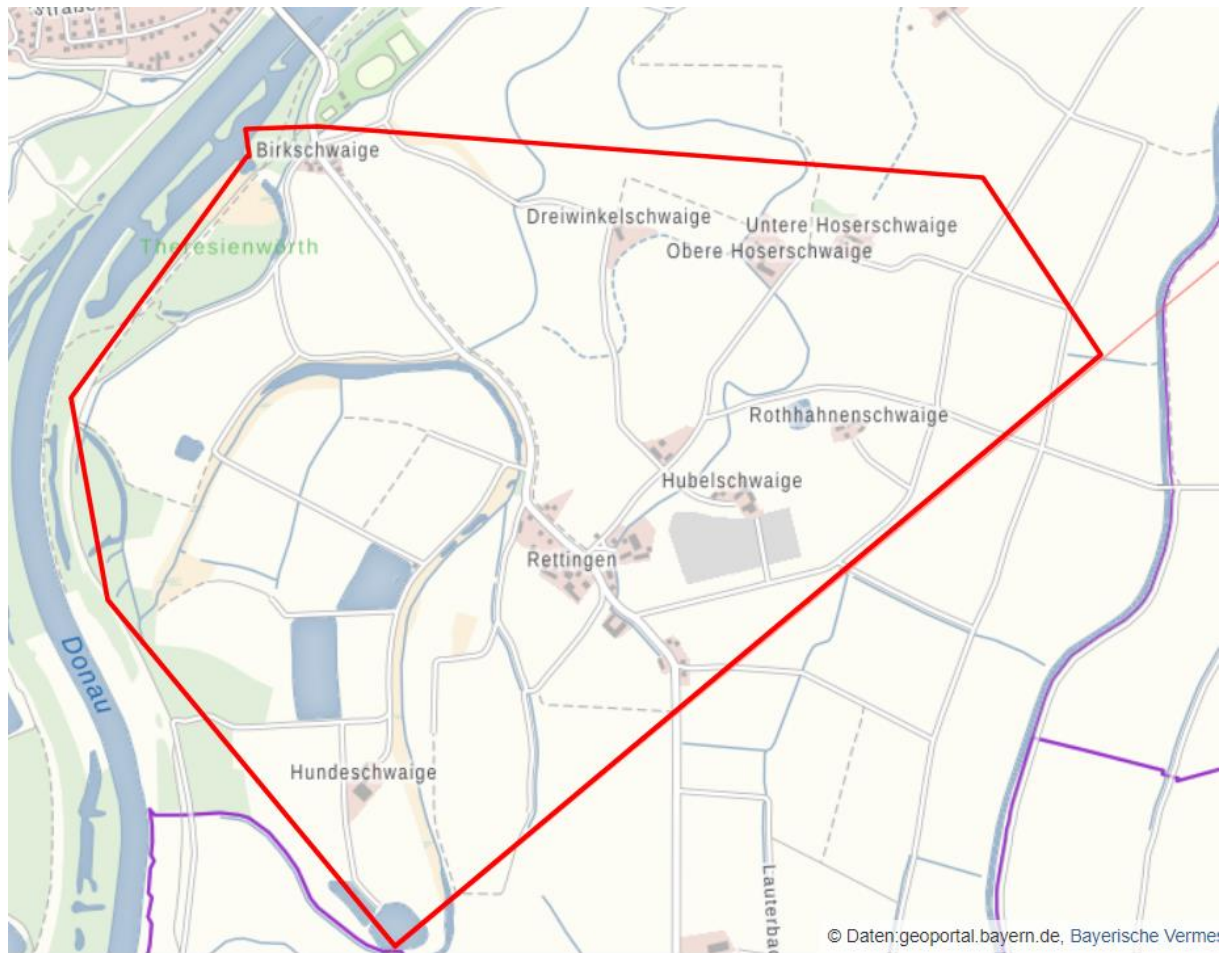 straße
Birkschwaige
Dreiwinkelschwaige
Untere Hoserschwaige
Theresienwörth
Obere Hoserschwaige
Rothhahnenschwaige
Hubelschwaige
Rettingen
Donau
Hundeschwaige
Lauterbac
© Daten:geoportal.bayern.de, Bayerische Vermes